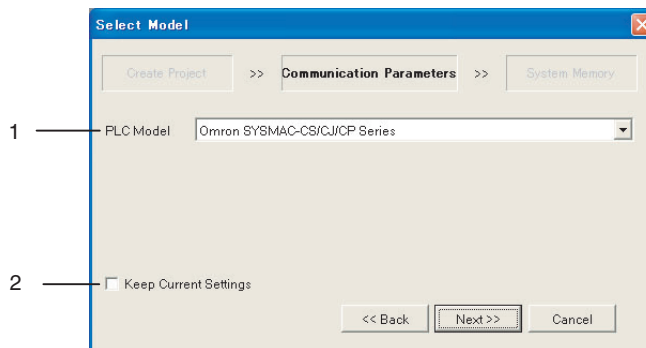 Select Model
Create Project >> Communication Parameters >> System Memory
1 PLC Model Omron SYSMAC-CS/CJ/CP Series
2 Keep Current Settings
<< Back Next >> Cancel